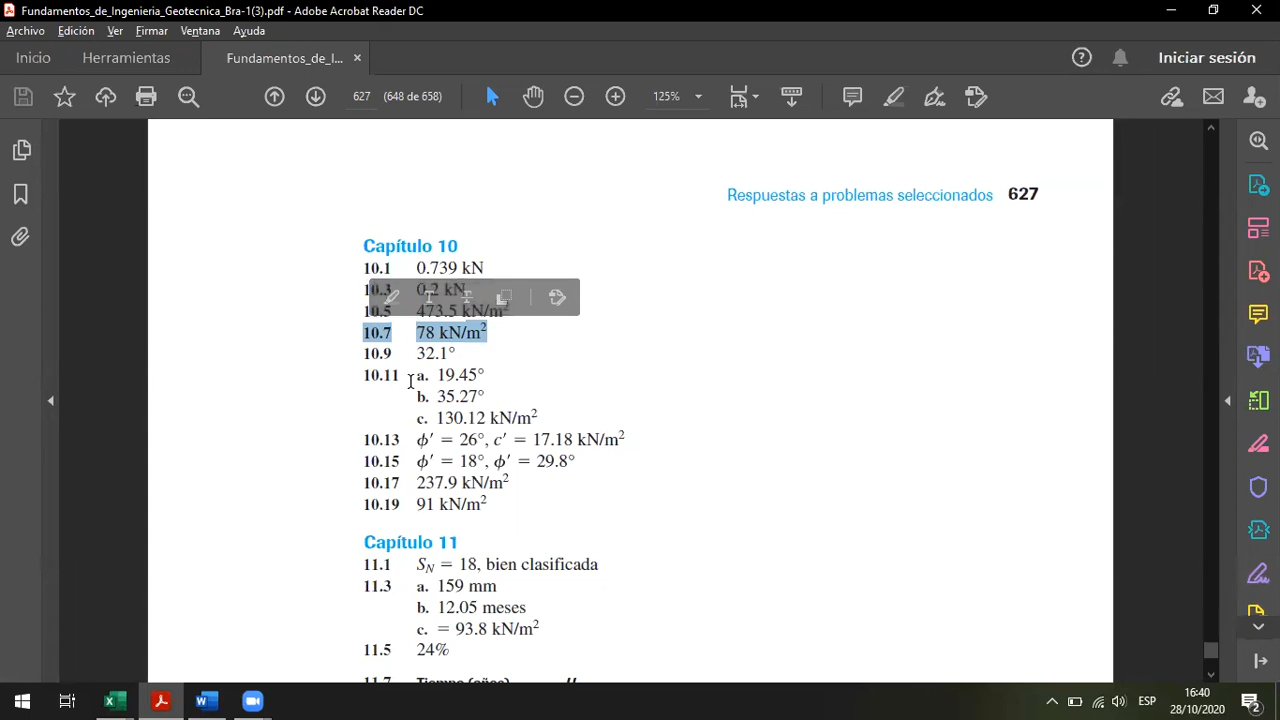 Fundamentos_de_Ingenieria_Geotecnica_Bra-1(3).pdf - Adobe Acrobat Reader DC
Archivo Edición Ver Firmar Ventana Ayuda
Inicio Herramientas Fundamentos_de_I... × Iniciar sesión
627 (648 de 658) 125%
Respuestas a problemas seleccionados 627
Capítulo 10
10.1 0.739 kN
10.3 0.2 kN
10.5 473.5 kN/m²
10.7 78 kN/m²
10.9 32.1°
10.11 a. 19.45°
b. 35.27°
c. 130.12 kN/m²
10.13 ϕ′ = 26°, c′ = 17.18 kN/m²
10.15 ϕ′ = 18°, ϕ′ = 29.8°
10.17 237.9 kN/m²
10.19 91 kN/m²
Capítulo 11
11.1 S_N = 18, bien clasificada
11.3 a. 159 mm
b. 12.05 meses
c. = 93.8 kN/m²
11.5 24%
11.7 Tiempo (años) u
ESP 16:40
28/10/2020 2